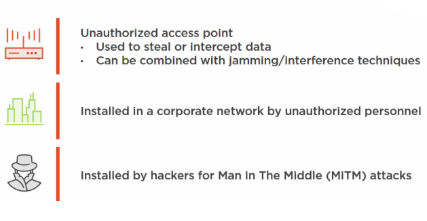 Unauthorized access point
• Used to steal or intercept data
• Can be combined with jamming/interference techniques
Installed in a corporate network by unauthorized personnel
Installed by hackers for Man in The Middle (MiTM) attacks